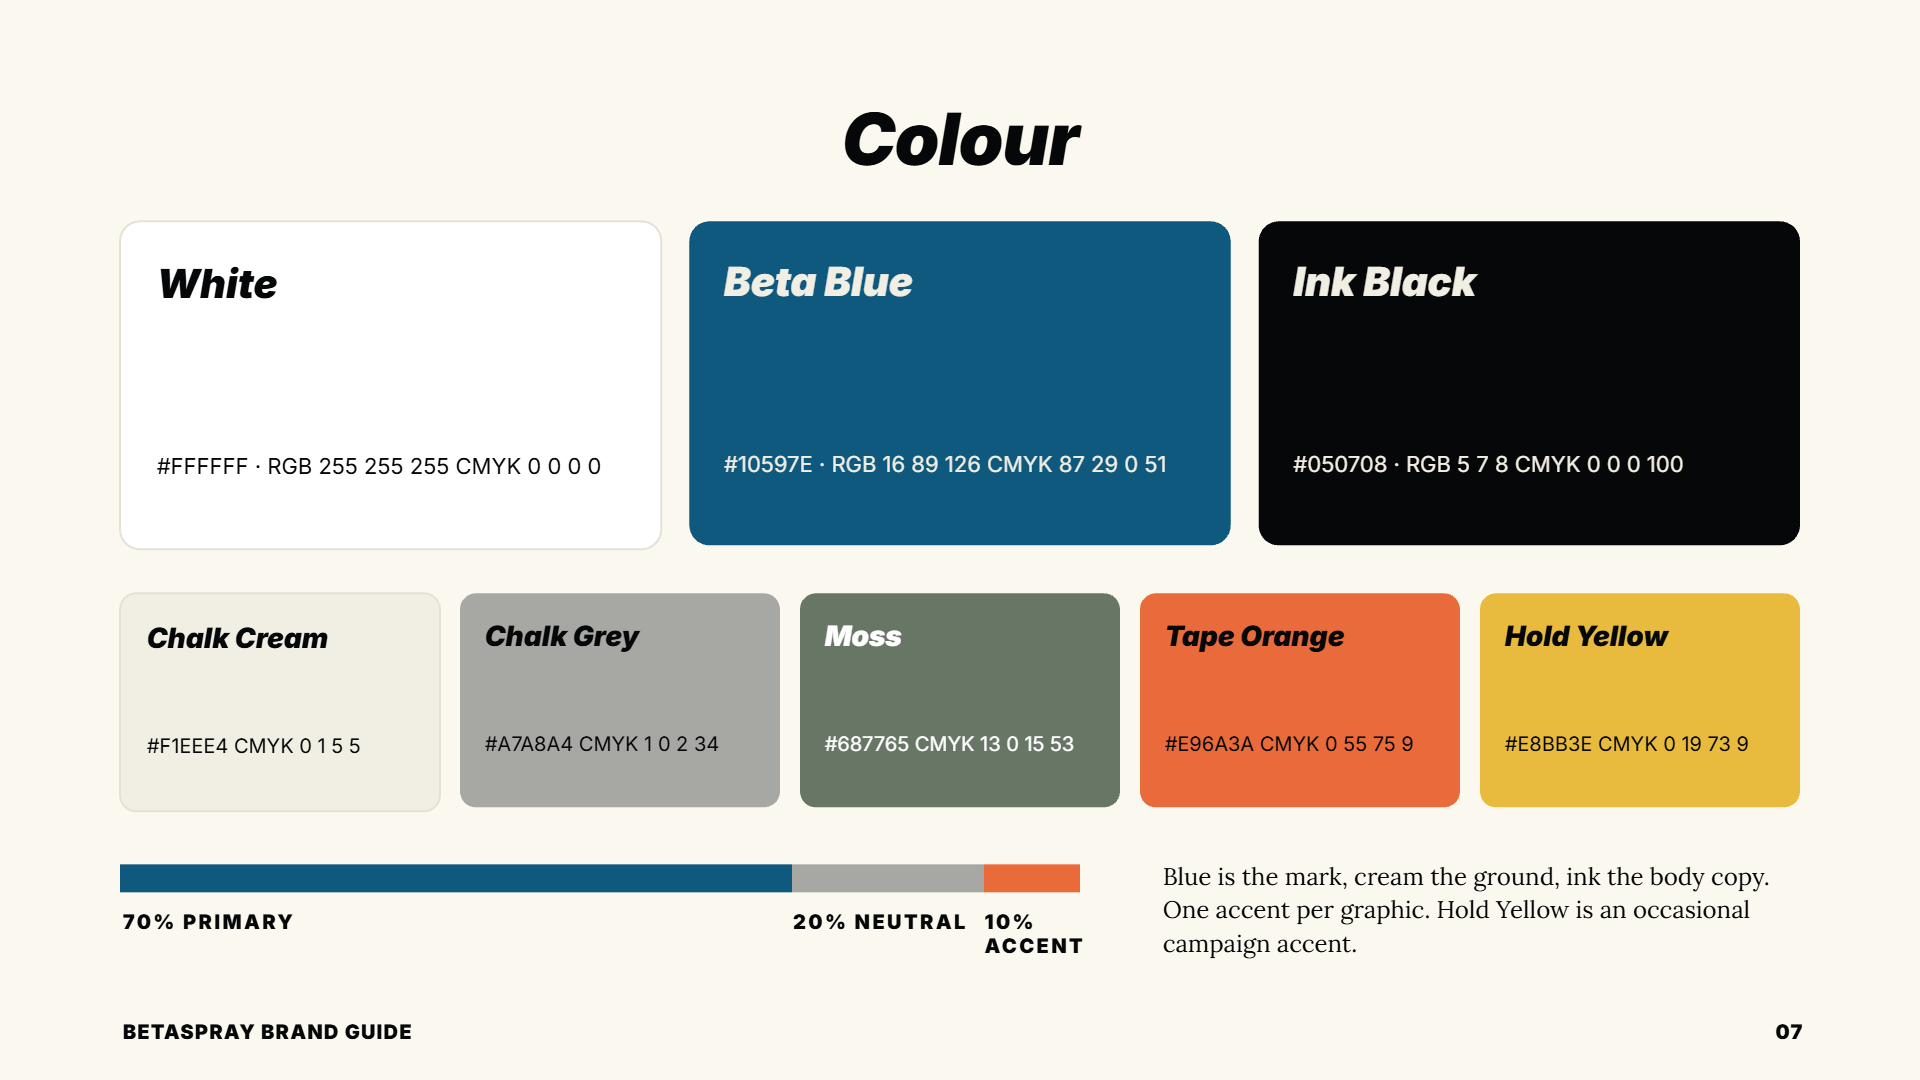 Colour
White
#FFFFFF · RGB 255 255 255 CMYK 0 0 0 0
Beta Blue
#10597E · RGB 16 89 126 CMYK 87 29 0 51
Ink Black
#050708 · RGB 5 7 8 CMYK 0 0 0 100
Chalk Cream
#F1EEE4 CMYK 0 1 5 5
Chalk Grey
#A7A8A4 CMYK 1 0 2 34
Moss
#687765 CMYK 13 0 15 53
Tape Orange
#E96A3A CMYK 0 55 75 9
Hold Yellow
#E8BB3E CMYK 0 19 73 9
70% PRIMARY
20% NEUTRAL
10%
ACCENT
Blue is the mark, cream the ground, ink the body copy.
One accent per graphic. Hold Yellow is an occasional
campaign accent.
BETASPRAY BRAND GUIDE
07